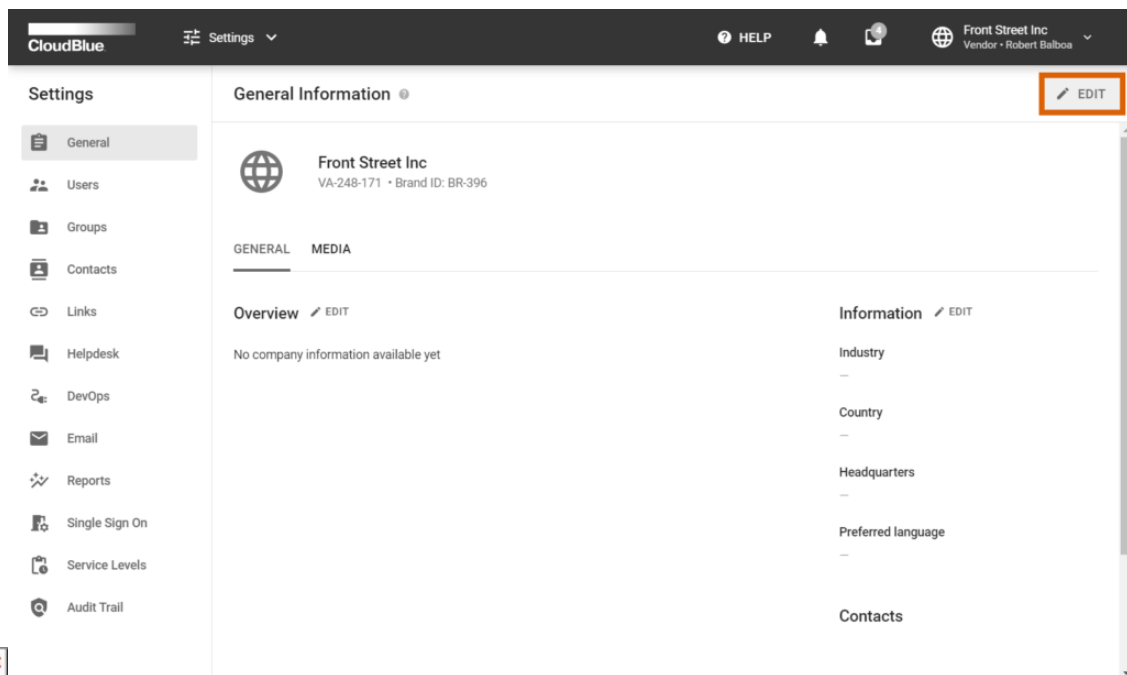 CloudBlue
Settings
HELP
4
Front Street Inc
Vendor • Robert Balboa
Settings
General Information
EDIT
General
Users
Groups
Contacts
Links
Helpdesk
DevOps
Email
Reports
Single Sign On
Service Levels
Audit Trail
Front Street Inc
VA-248-171 • Brand ID: BR-396
GENERAL MEDIA
Overview EDIT
No company information available yet
Information EDIT
Industry
—
Country
—
Headquarters
—
Preferred language
—
Contacts